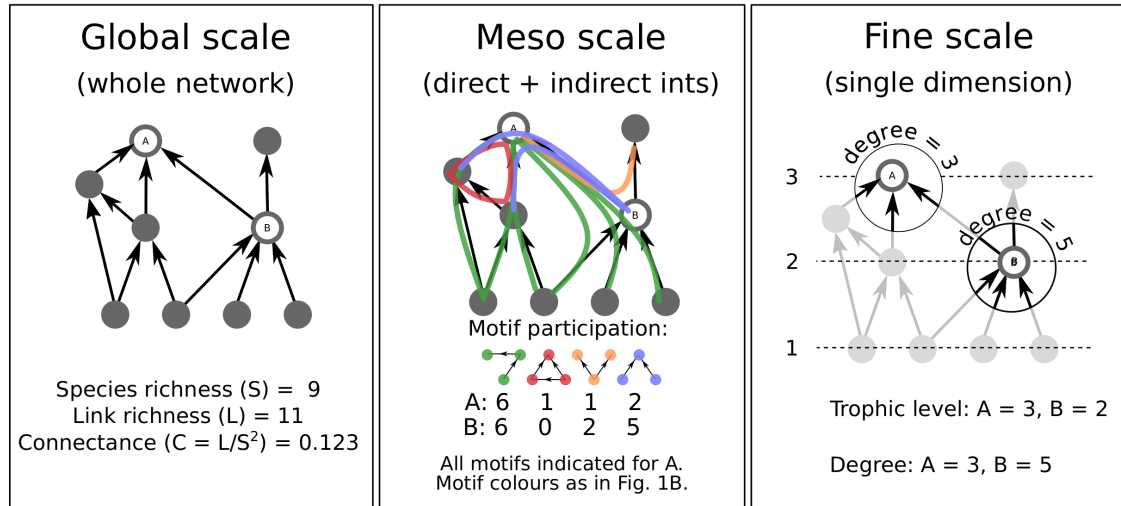 Global scale
(whole network)
A
B
Species richness (S) = 9
Link richness (L) = 11
Connectance (C = L/S²) = 0.123
Meso scale
(direct + indirect ints)
A
B
Motif participation:
A: 6 1 1 2
B: 6 0 2 5
All motifs indicated for A.
Motif colours as in Fig. 1B.
Fine scale
(single dimension)
degree = 3
3
A
degree = 5
2
B
1
Trophic level: A = 3, B = 2
Degree: A = 3, B = 5